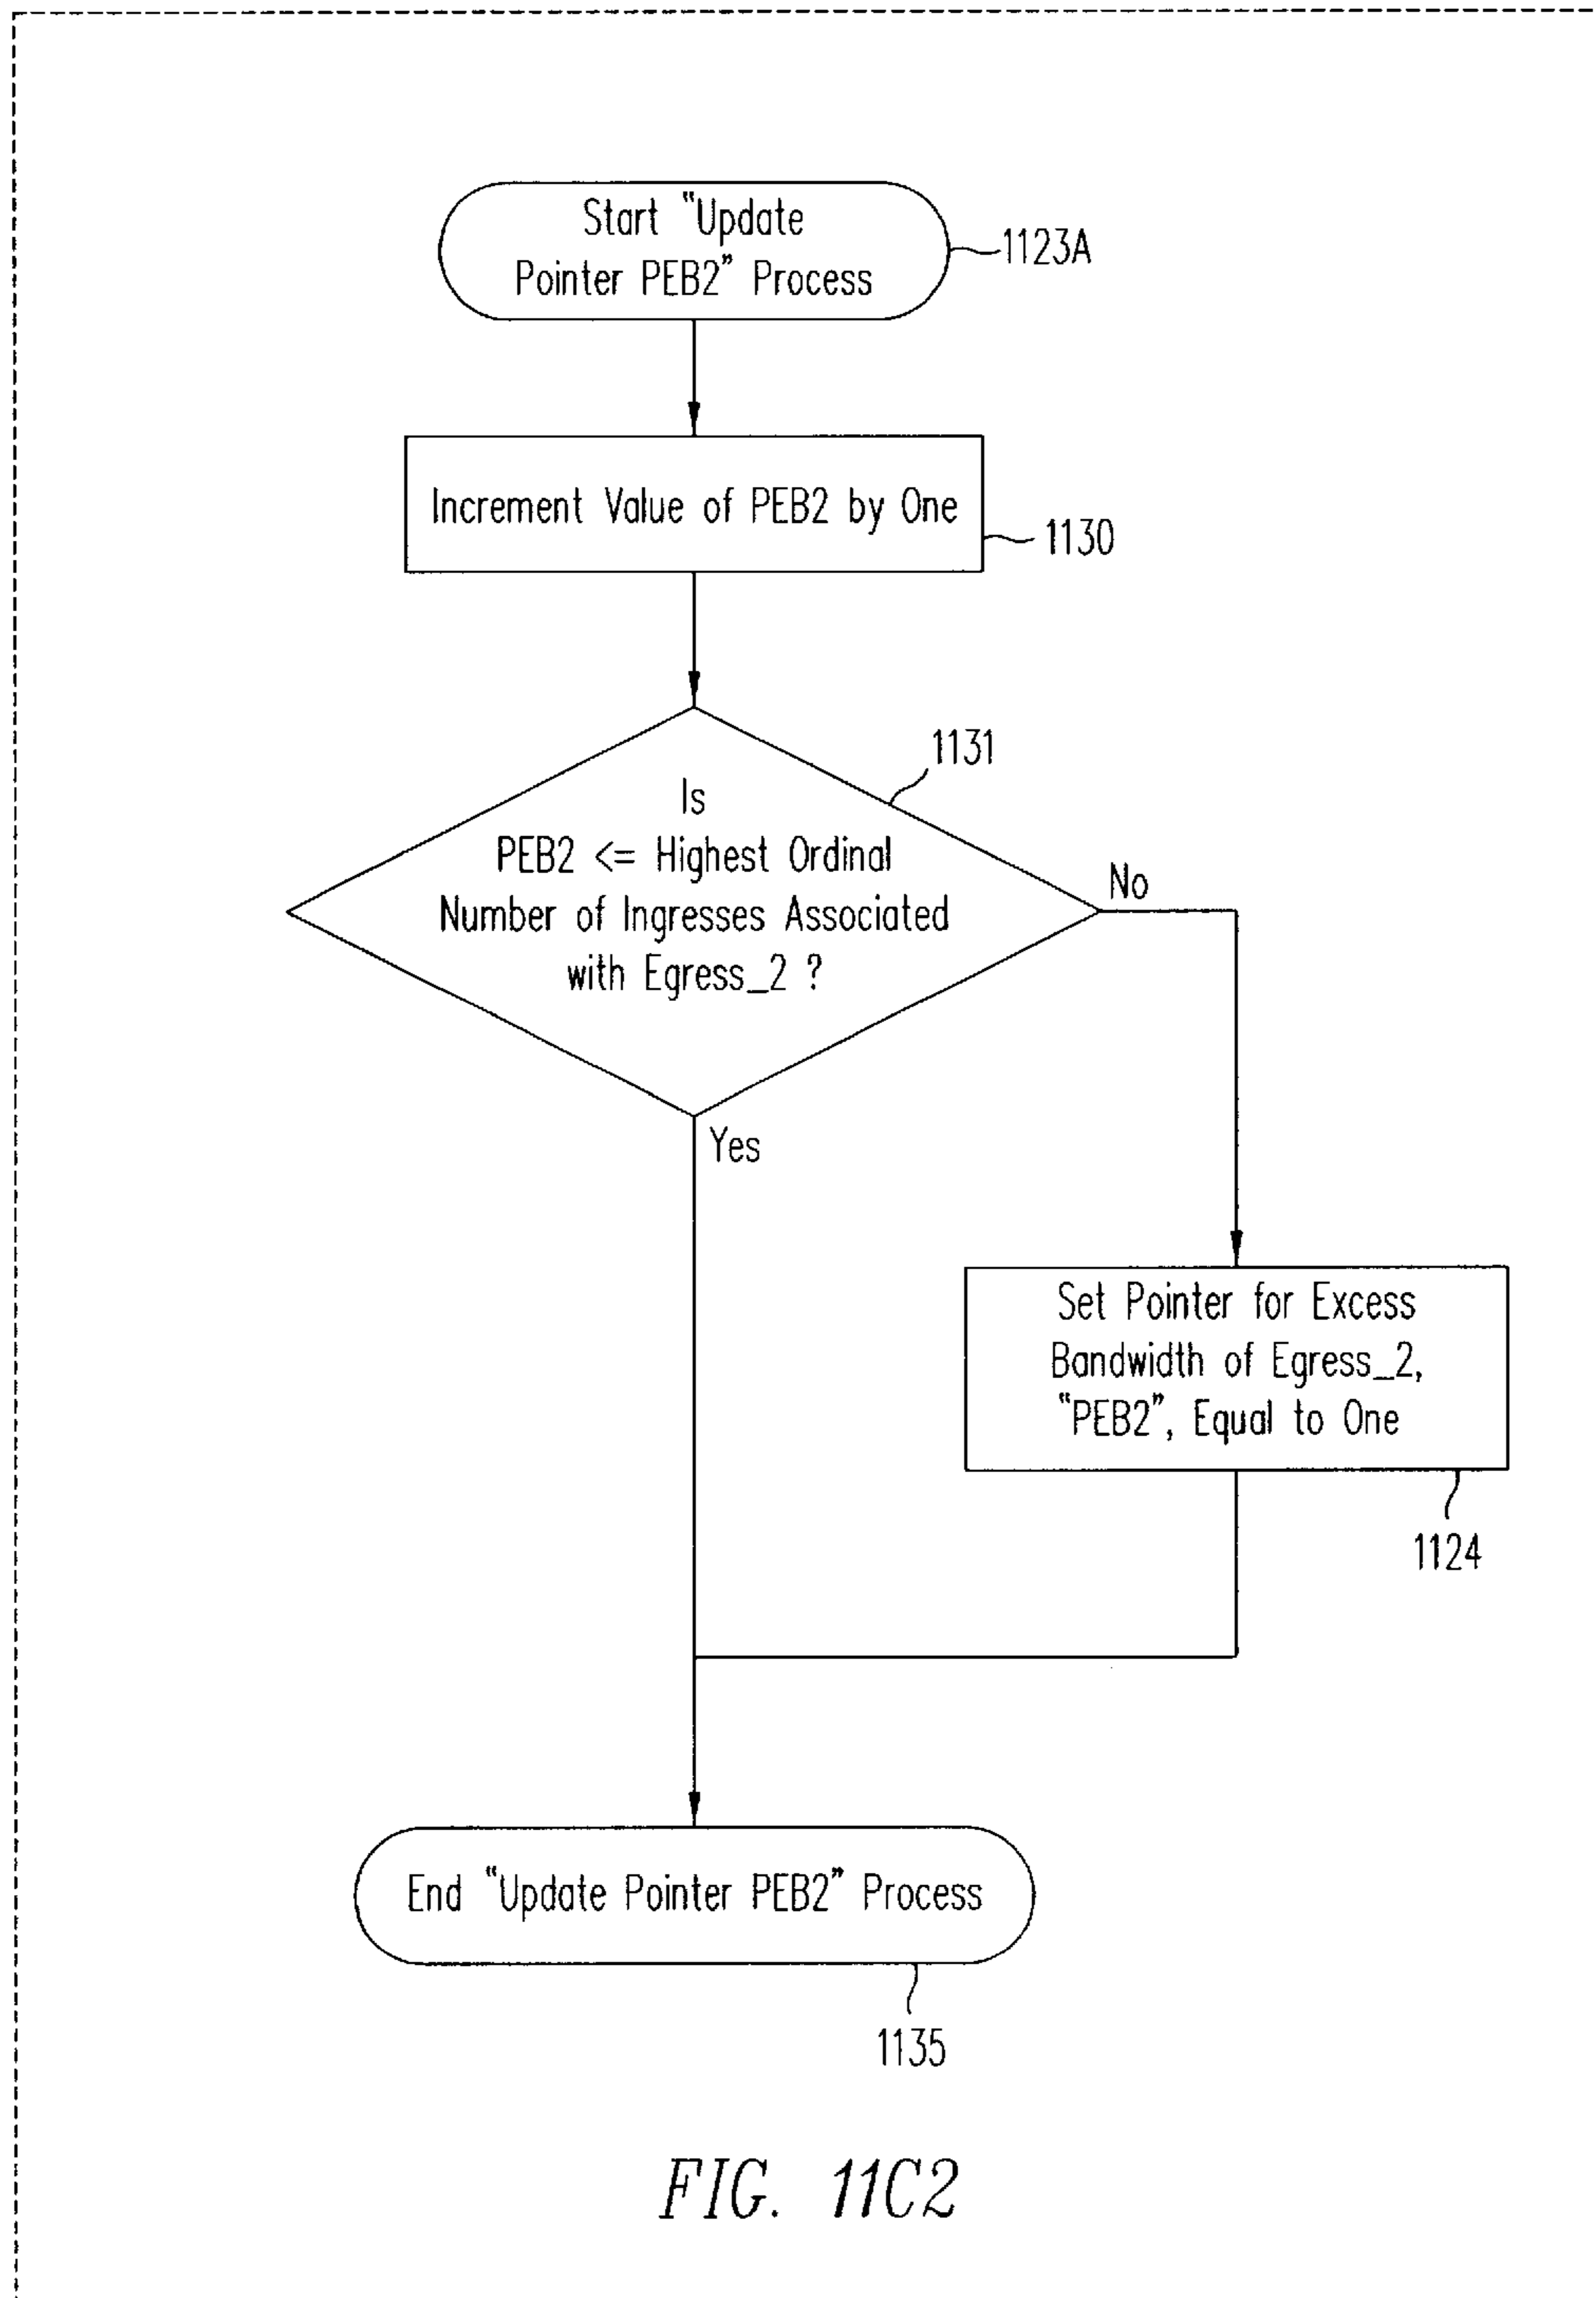 Start "Update
Pointer PEB2" Process
1123A
Increment Value of PEB2 by One
1130
1131
Is
PEB2 <= Highest Ordinal
Number of Ingresses Associated
with Egress_2 ?
No
Yes
Set Pointer for Excess
Bandwidth of Egress_2,
"PEB2", Equal to One
1124
End "Update Pointer PEB2" Process
1135
FIG. 11C2